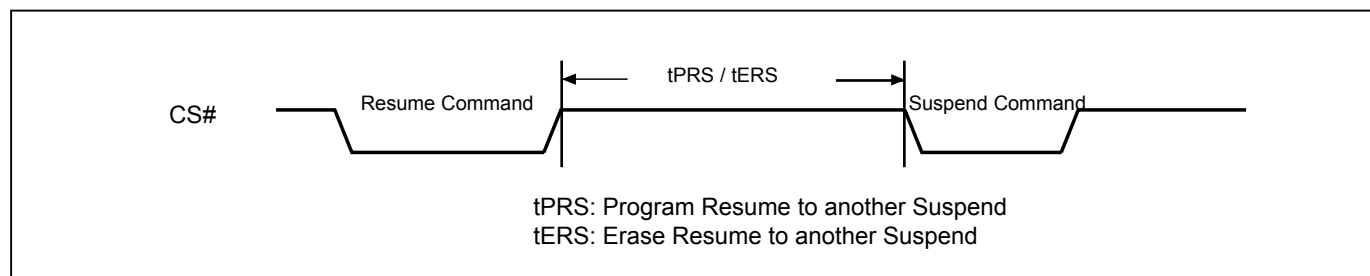 tPRS / tERS
Resume Command
Suspend Command
CS#
tPRS: Program Resume to another Suspend
tERS: Erase Resume to another Suspend